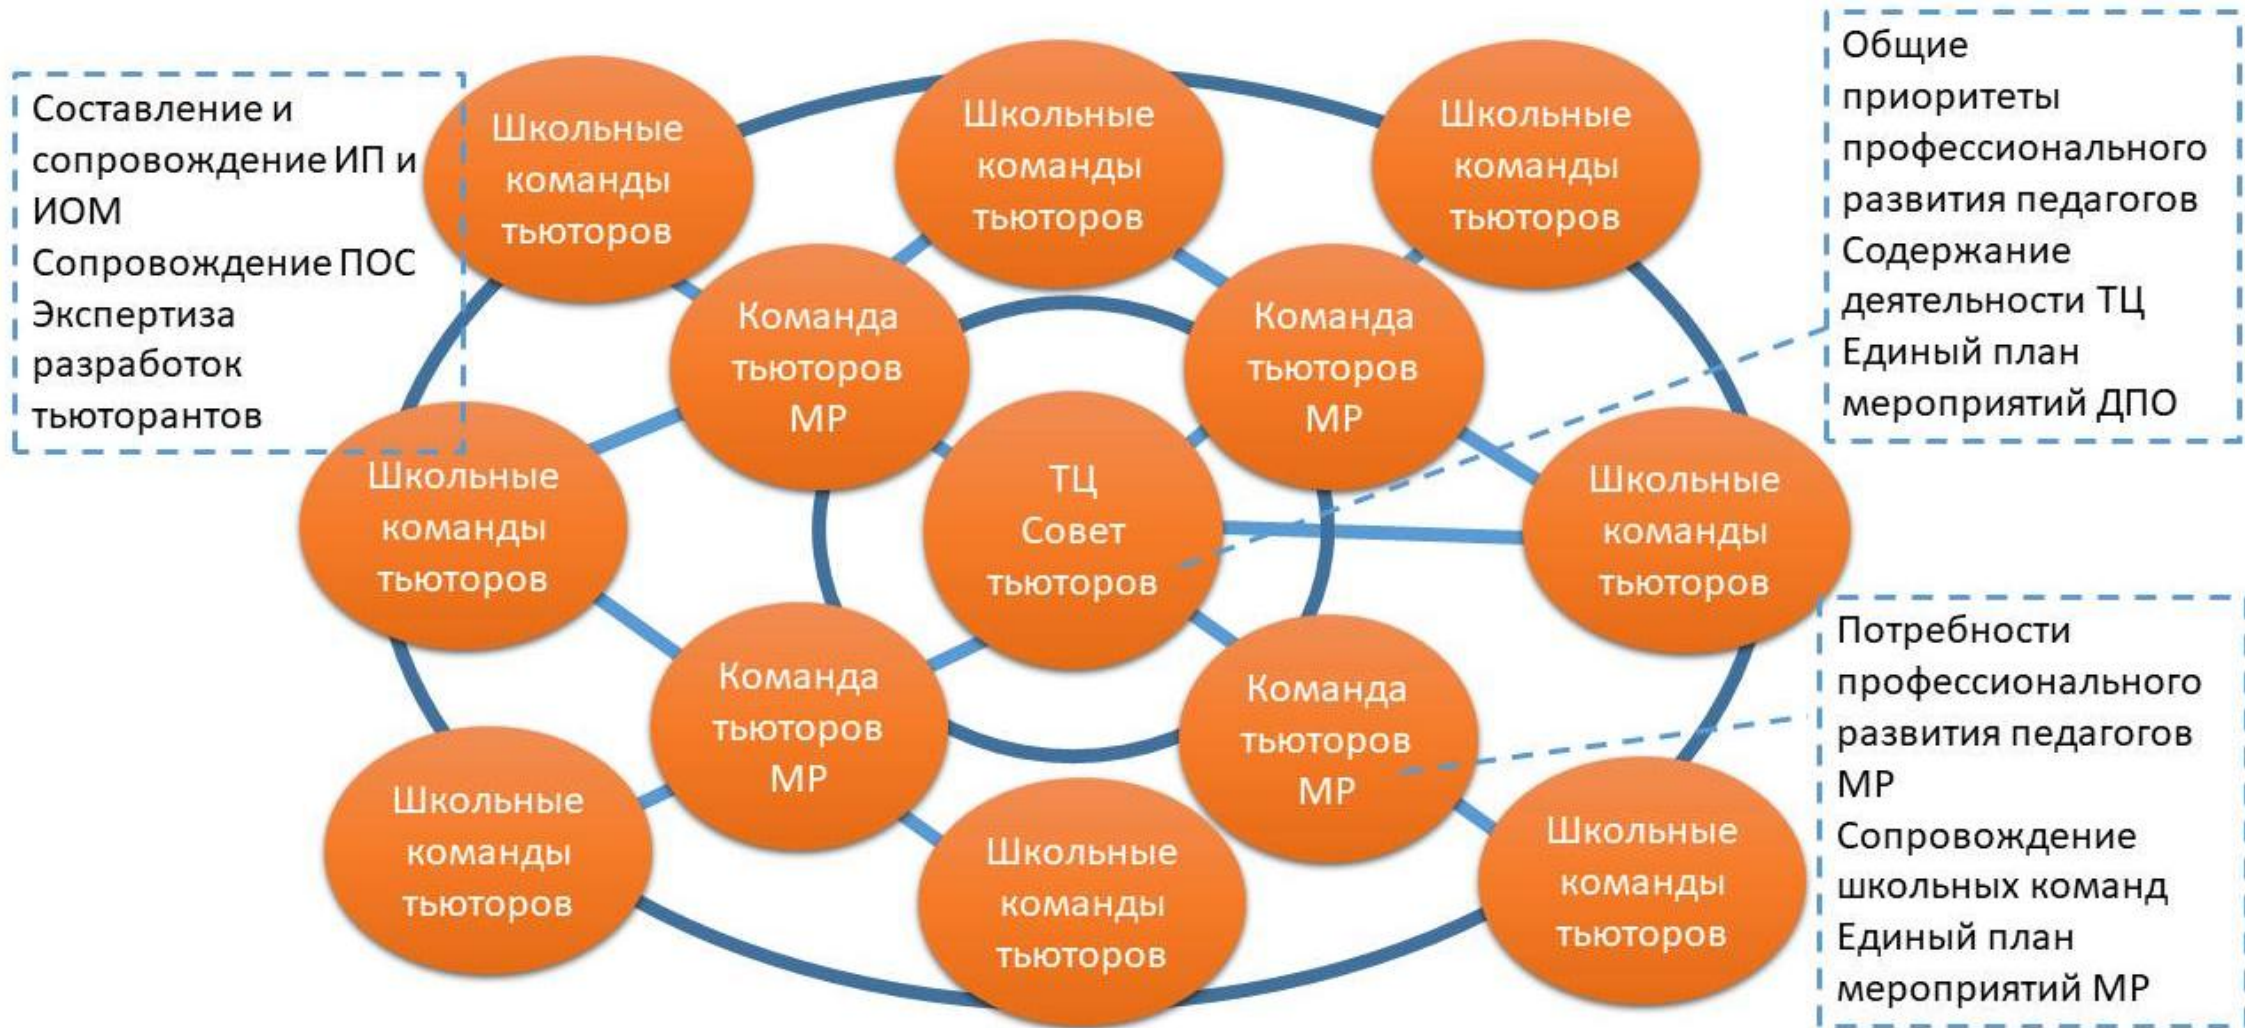 Составление и
сопровождение ИП и
ИОМ
Сопровождение ПОС
Экспертиза
разработок
тьюторантов
Школьные
команды
тьюторов
Школьные
команды
тьюторов
Школьные
команды
тьюторов
Общие
приоритеты
профессионального
развития педагогов
Содержание
деятельности ТЦ
Единый план
мероприятий ДПО
Команда
тьюторов
МР
Команда
тьюторов
МР
Школьные
команды
тьюторов
ТЦ
Совет
тьюторов
Школьные
команды
тьюторов
Команда
тьюторов
МР
Команда
тьюторов
МР
Потребности
профессионального
развития педагогов
МР
Сопровождение
школьных команд
Единый план
мероприятий МР
Школьные
команды
тьюторов
Школьные
команды
тьюторов
Школьные
команды
тьюторов